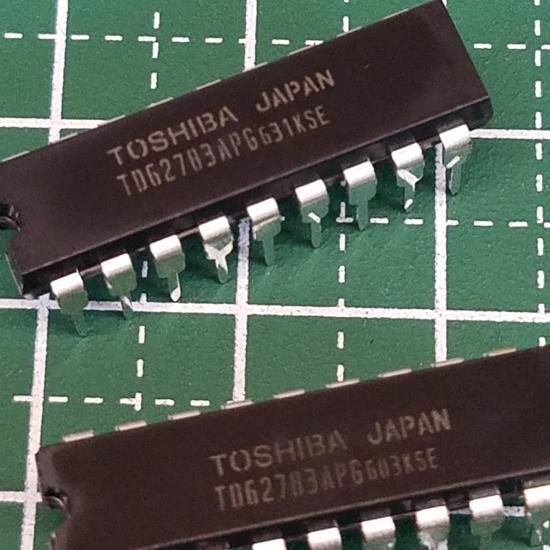 TOSHIBA JAPAN
TD62783APG631KSE
TOSHIBA JAPAN
TD62783APG603KSE